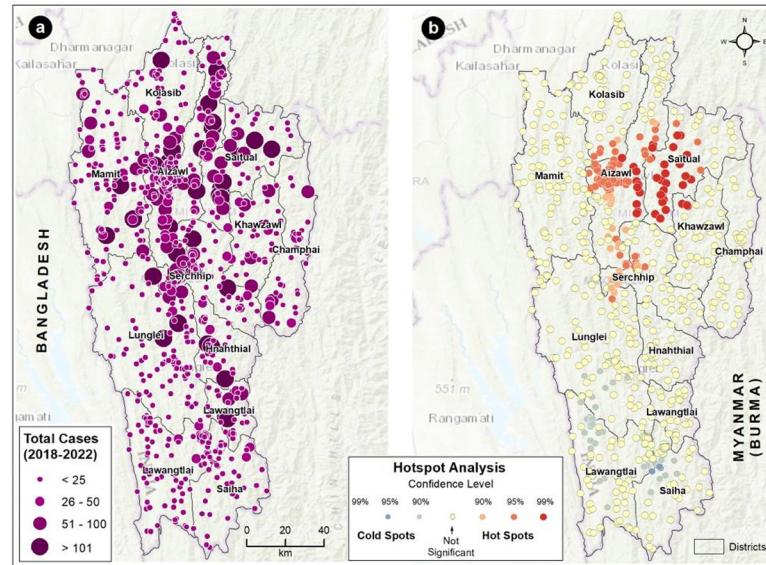 a
Dharmanagar
Kailasahar
Kolasib
Saitual
Aizawl
Mamit
Khawzawl
Champhai
Serchhip
BANGLADESH
Lunglei
Hnahthial
Lawangtlai
Lawangtlai
Saiha
Total Cases
(2018-2022)
< 25
26 - 50
51 - 100
> 101
0 20 40
km
b
N
W E
S
Dharmanagar
Kailasahar
Kolasib
Saitual
Aizawl
Mamit
Khawzawl
Champhai
Serchhip
Lunglei
Hnahthial
551 m
Rangamati
Lawangtlai
Lawangtlai
Saiha
MYANMAR
(BURMA)
Hotspot Analysis
Confidence Level
99% 95% 90% 90% 95% 99%
Cold Spots Not Significant Hot Spots
Districts